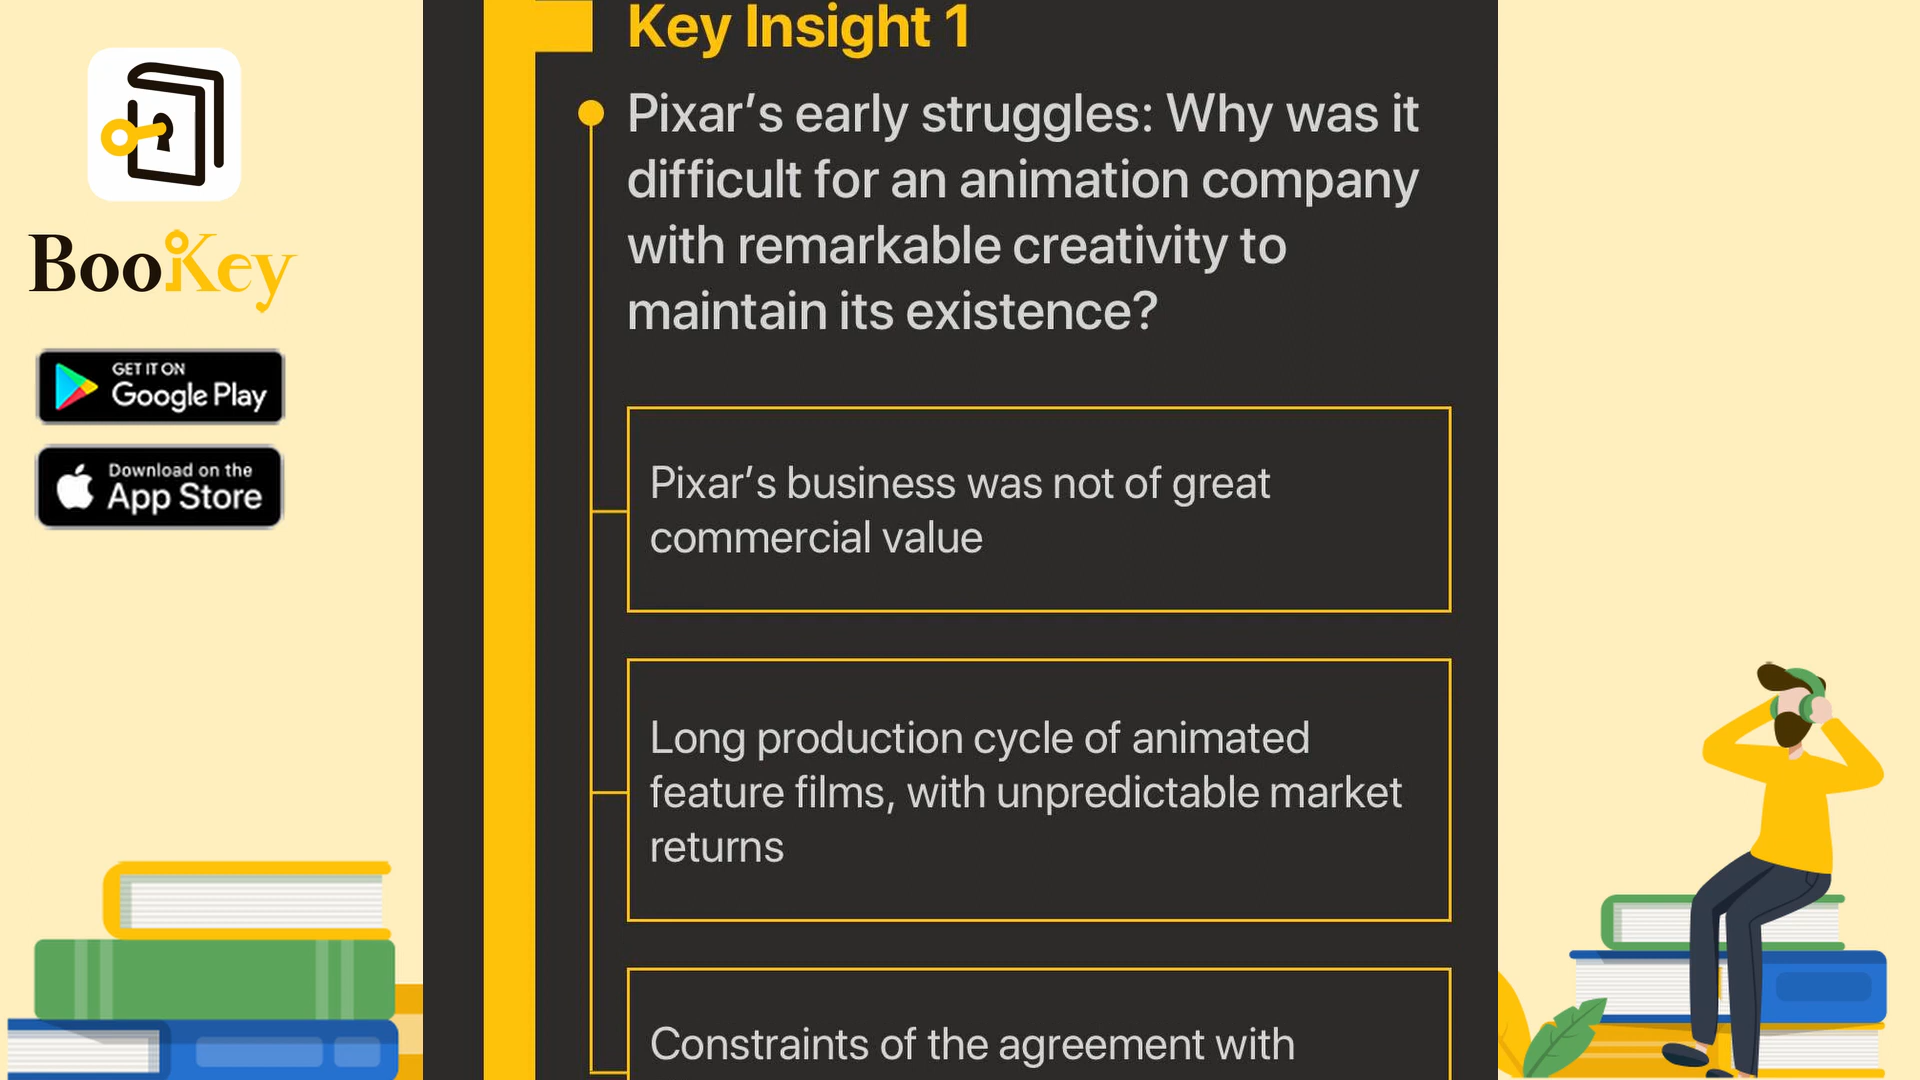 BooKey
GET IT ON
Google Play
Download on the
App Store
Key Insight 1
Pixar’s early struggles: Why was it
difficult for an animation company
with remarkable creativity to
maintain its existence?
Pixar’s business was not of great
commercial value
Long production cycle of animated
feature films, with unpredictable market
returns
Constraints of the agreement with